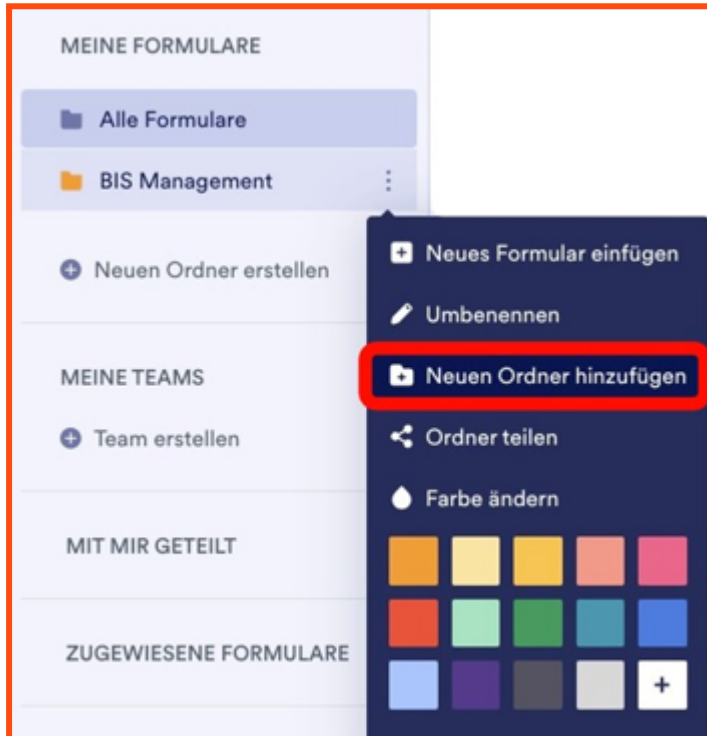 MEINE FORMULARE
Alle Formulare
BIS Management
Neuen Ordner erstellen
MEINE TEAMS
Team erstellen
MIT MIR GETEILT
ZUGEWIESENE FORMULARE
Neues Formular einfügen
Umbenennen
Neuen Ordner hinzufügen
Ordner teilen
Farbe ändern